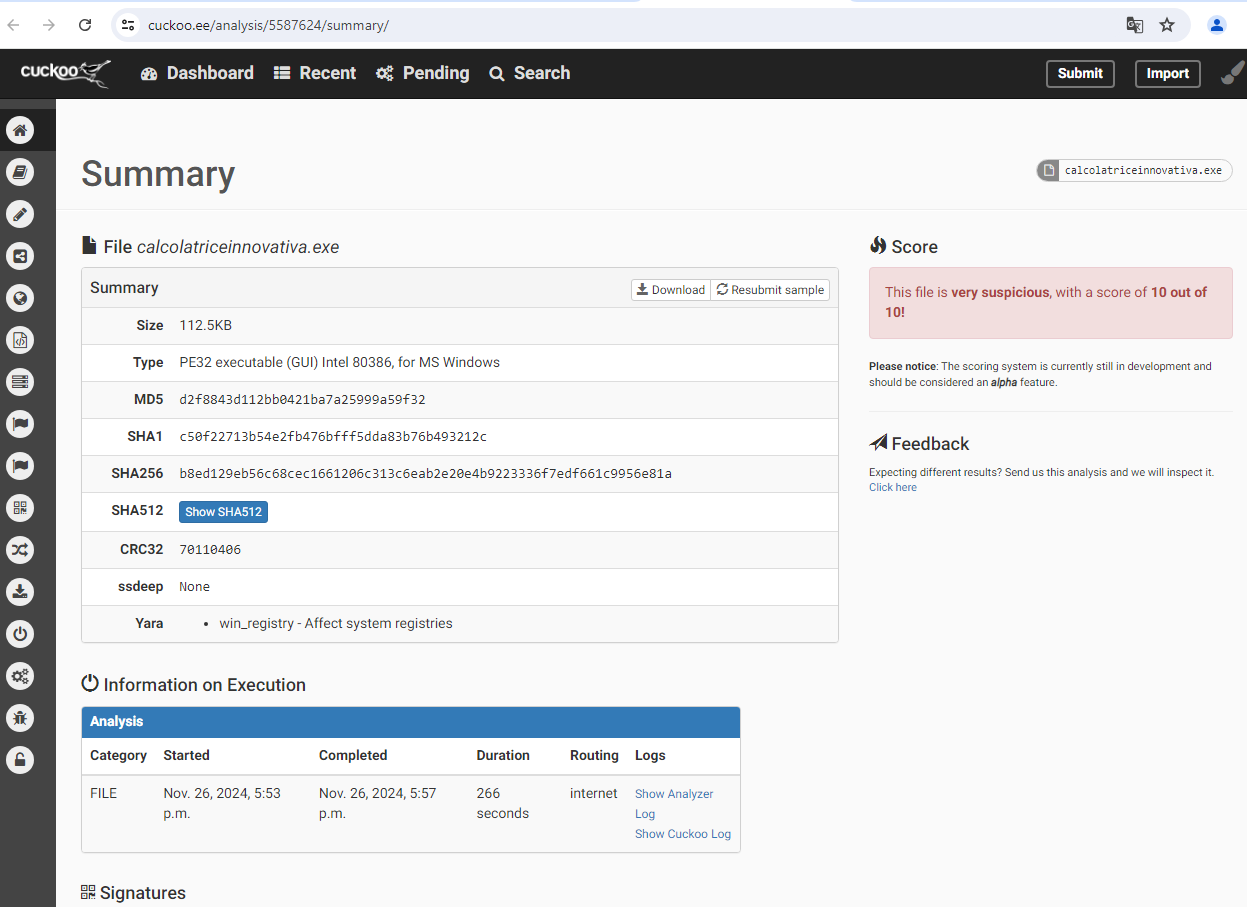 cuckoo.ee/analysis/5587624/summary/
cuckoo Dashboard Recent Pending Search Submit Import
Summary
calcolatriceinnovativa.exe
File calcolatriceinnovativa.exe
Summary Download Resubmit sample
Size 112.5KB
Type PE32 executable (GUI) Intel 80386, for MS Windows
MD5 d2f8843d112bb0421ba7a25999a59f32
SHA1 c50f22713b54e2fb476bfff5dda83b76b493212c
SHA256 b8ed129eb56c68cec1661206c313c6eab2e20e4b9223336f7edf661c9956e81a
SHA512 Show SHA512
CRC32 70110406
ssdeep None
Yara • win_registry - Affect system registries
Score
This file is very suspicious, with a score of 10 out of
10!
Please notice: The scoring system is currently still in development and
should be considered an alpha feature.
Feedback
Expecting different results? Send us this analysis and we will inspect it.
Click here
Information on Execution
Analysis
Category Started Completed Duration Routing Logs
FILE Nov. 26, 2024, 5:53 Nov. 26, 2024, 5:57 266 internet Show Analyzer
p.m. p.m. seconds Log
Show Cuckoo Log
Signatures